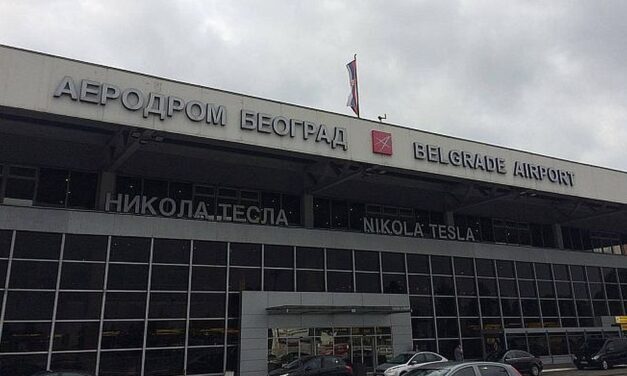 АЕРОДРОМ БЕОГРАД BELGRADE AIRPORT
НИКОЛА ТЕСЛА NIKOLA TESLA